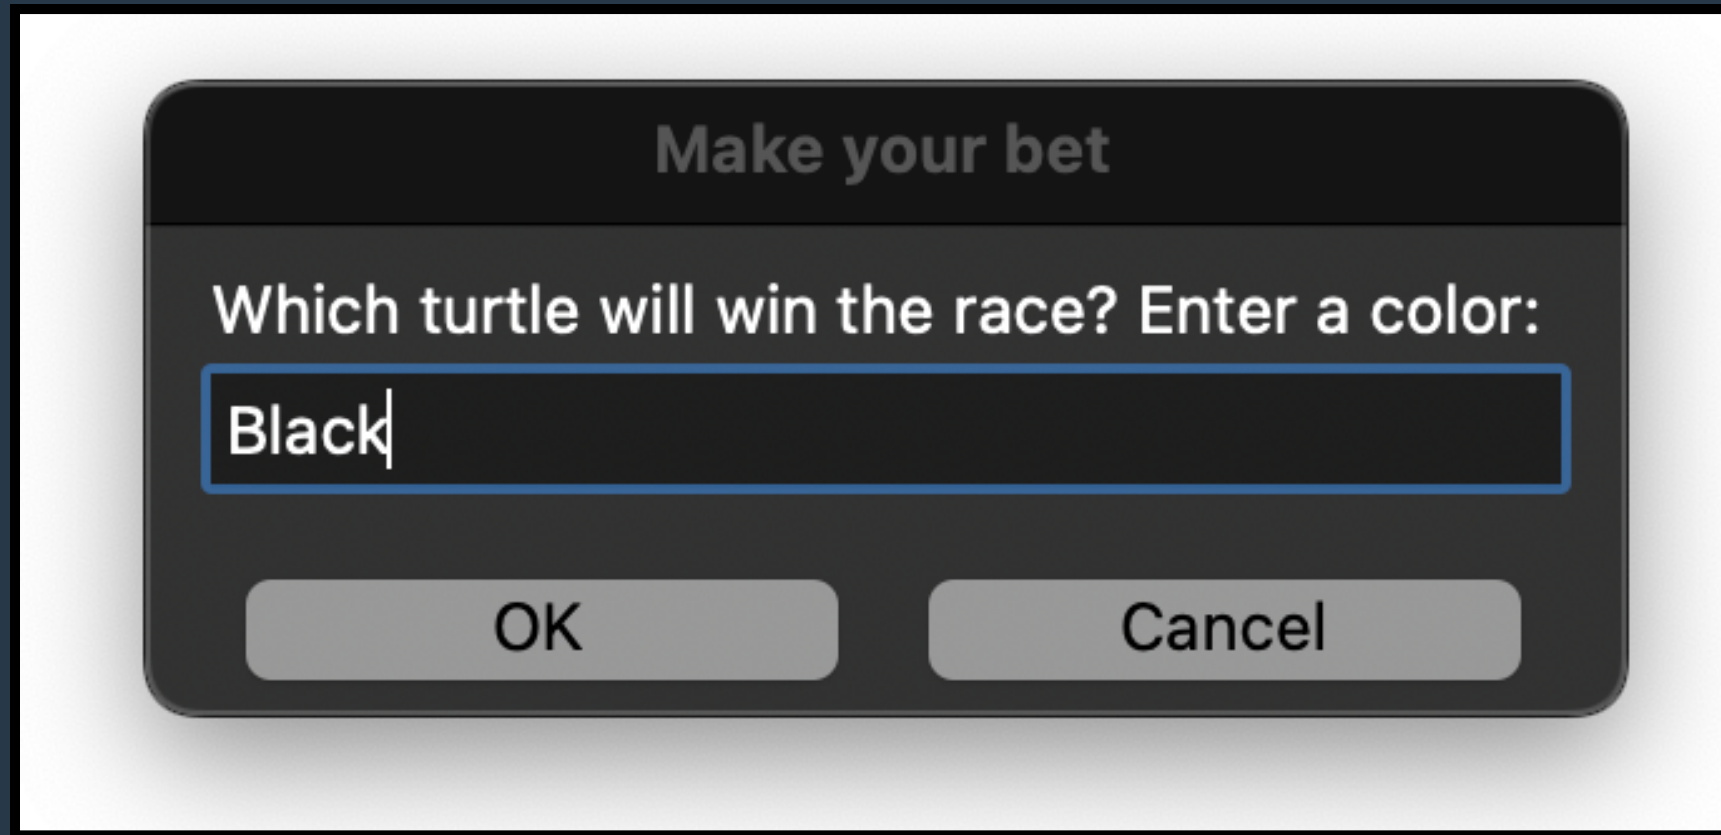 Make your bet
Which turtle will win the race? Enter a color:
Black
OK
Cancel